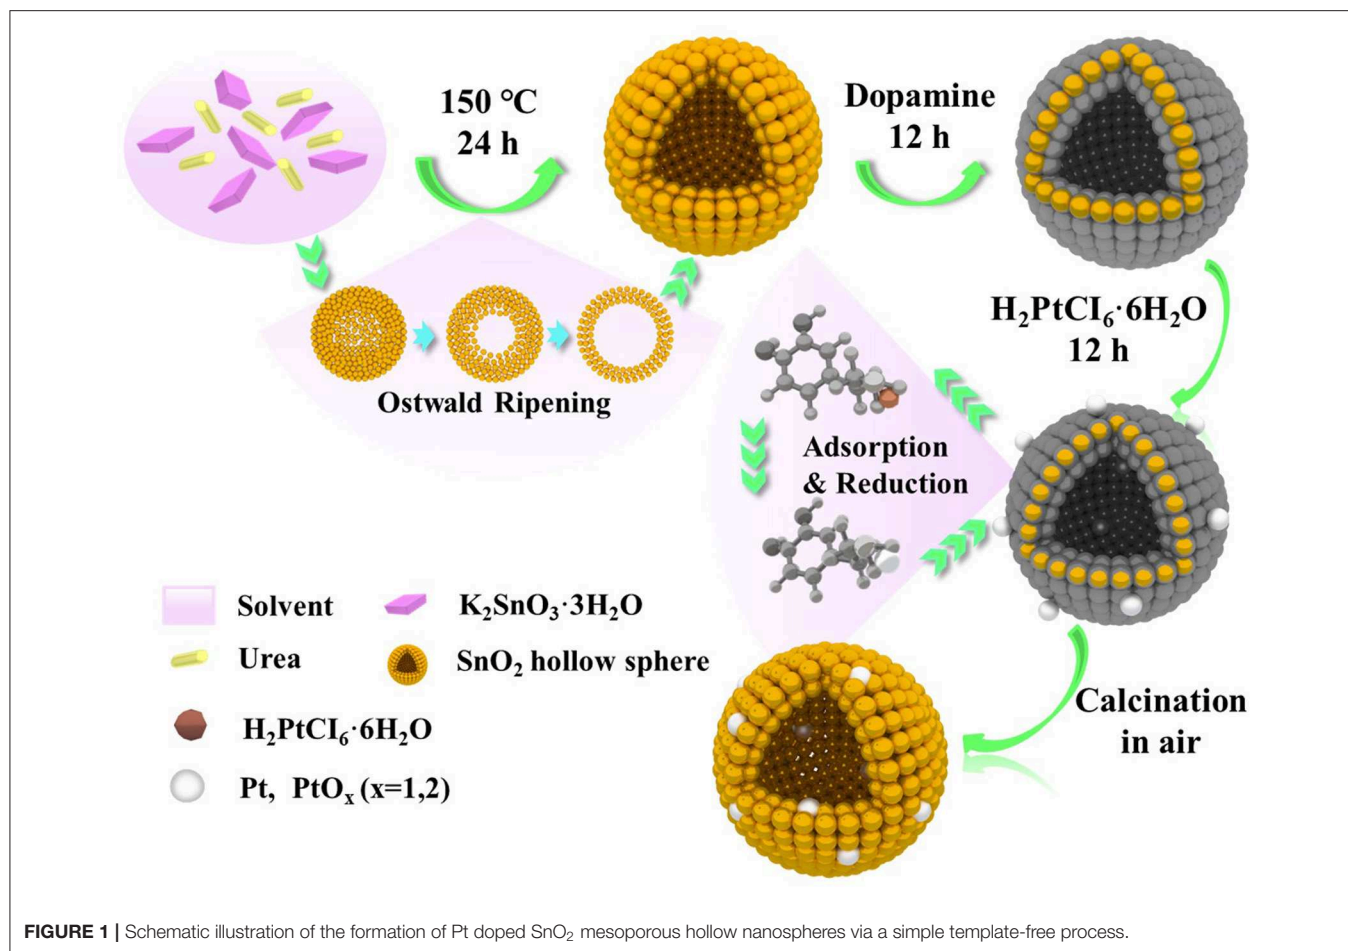 150 °C
24 h
Dopamine
12 h
H₂PtCI₆·6H₂O
12 h
Ostwald Ripening
Adsorption
& Reduction
Solvent
K₂SnO₃·3H₂O
Urea
SnO₂ hollow sphere
H₂PtCI₆·6H₂O
Pt, PtOₓ (x=1,2)
Calcination
in air
FIGURE 1 | Schematic illustration of the formation of Pt doped SnO₂ mesoporous hollow nanospheres via a simple template-free process.